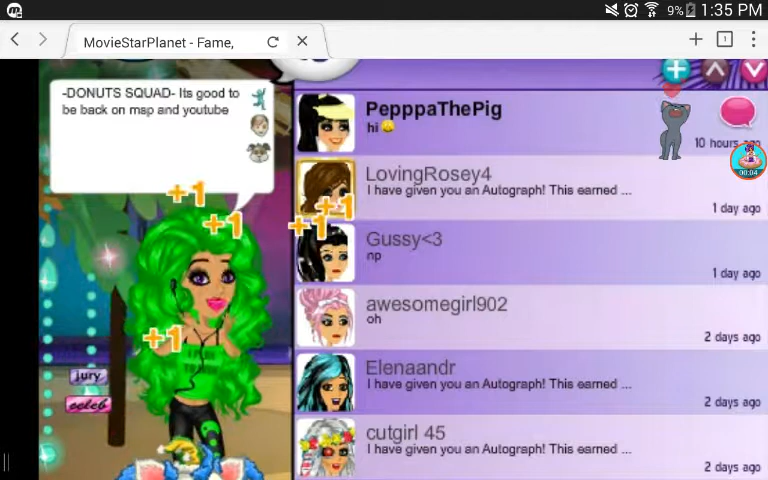 9% 1:35 PM
MovieStarPlanet - Fame,
1
-DONUTS SQUAD- Its good to
be back on msp and youtube
+1
+1
+1
+1
+1
jury
celeb
PepppaThePig
hi
10 hours
LovingRosey4
I have given you an Autograph! This earned ...
1 day ago
Gussy<3
np
1 day ago
awesomegirl902
oh
2 days ago
Elenaandr
I have given you an Autograph! This earned ...
2 days ago
cutgirl 45
I have given you an Autograph! This earned ...
2 days ago
00:04